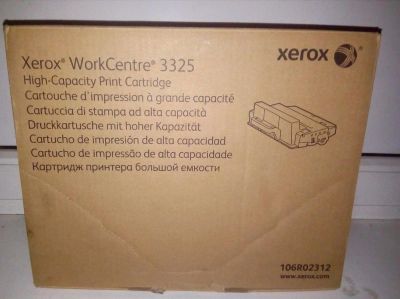 Xerox® WorkCentre® 3325
xerox
High-Capacity Print Cartridge
Cartouche d'impression à grande capacité
Cartuccia di stampa ad alta capacità
Druckkartusche mit hoher Kapazität
Cartucho de impresión de alta capacidad
Cartucho de impressão de alta capacidade
Картридж принтера большой емкости
106R02312
www.xerox.com